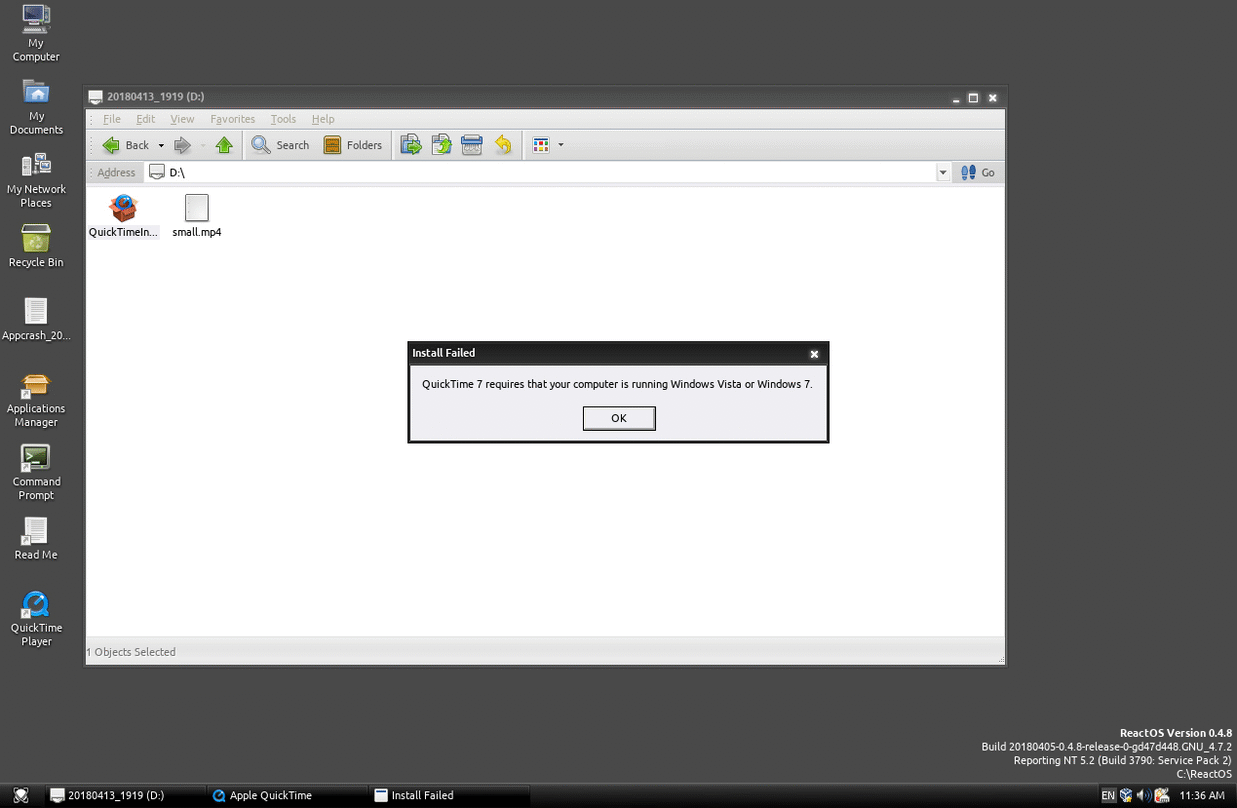 My
Computer
My
Documents
My Network
Places
Recycle Bin
Appcrash_20...
Applications
Manager
Command
Prompt
Read Me
QuickTime
Player
20180413_1919 (D:)
File Edit View Favorites Tools Help
Back Search Folders
Address D:\ Go
QuickTimeIn... small.mp4
Install Failed
QuickTime 7 requires that your computer is running Windows Vista or Windows 7.
OK
1 Objects Selected
ReactOS Version 0.4.8
Build 20180405-0.4.8-release-0-gd47d448.GNU_4.7.2
Reporting NT 5.2 (Build 3790: Service Pack 2)
C:\ReactOS
20180413_1919 (D:) Apple QuickTime Install Failed EN 11:36 AM